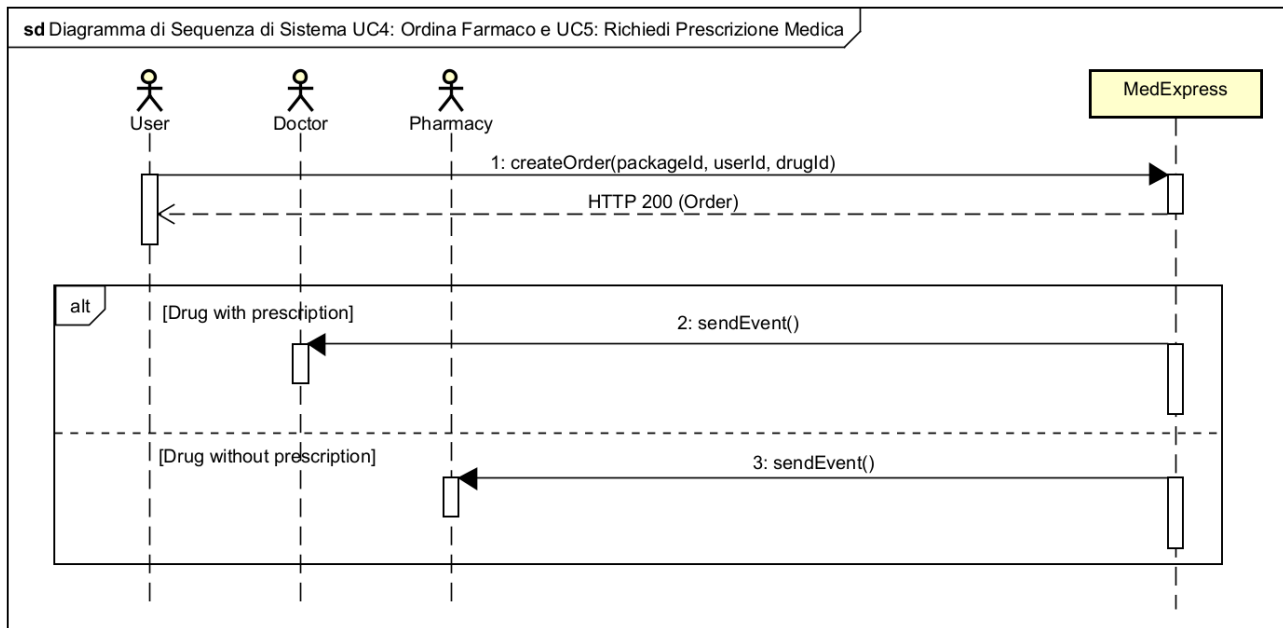 sd Diagramma di Sequenza di Sistema UC4: Ordina Farmaco e UC5: Richiedi Prescrizione Medica
User
Doctor
Pharmacy
MedExpress
1: createOrder(packageId, userId, drugId)
HTTP 200 (Order)
alt
[Drug with prescription]
2: sendEvent()
[Drug without prescription]
3: sendEvent()